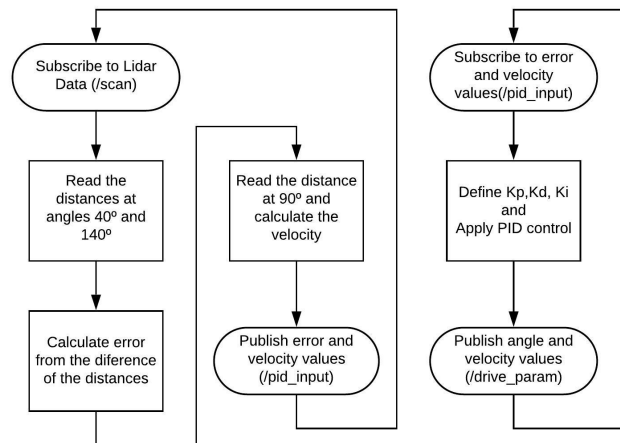 Subscribe to Lidar
Data (/scan)
Read the
distances at
angles 40º and
140º
Calculate error
from the diference
of the distances
Read the distance
at 90º and
calculate the
velocity
Publish error and
velocity values
(/pid_input)
Subscribe to error
and velocity
values(/pid_input)
Define Kp,Kd, Ki
and
Apply PID control
Publish angle and
velocity values
(/drive_param)